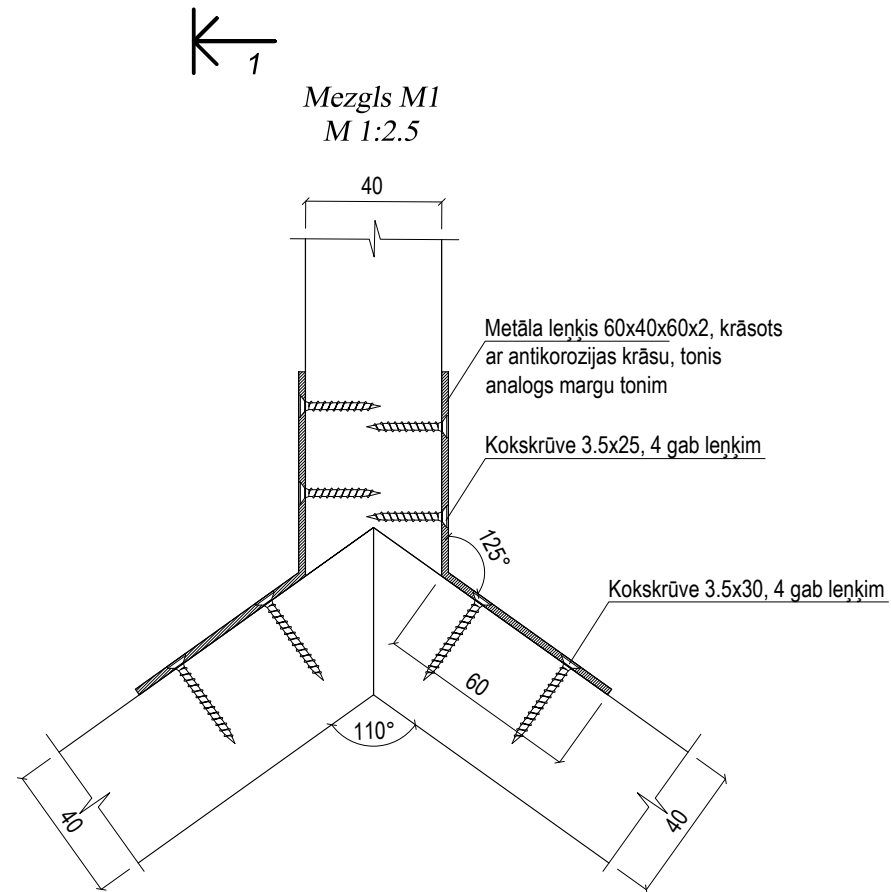 1
Mezgls M1
M 1:2.5
40
Metāla leņķis 60x40x60x2, krāsots
ar antikorozijas krāsu, tonis
analogs margu tonim
Kokskrūve 3.5x25, 4 gab leņķim
125°
Kokskrūve 3.5x30, 4 gab leņķim
60
110°
40
40